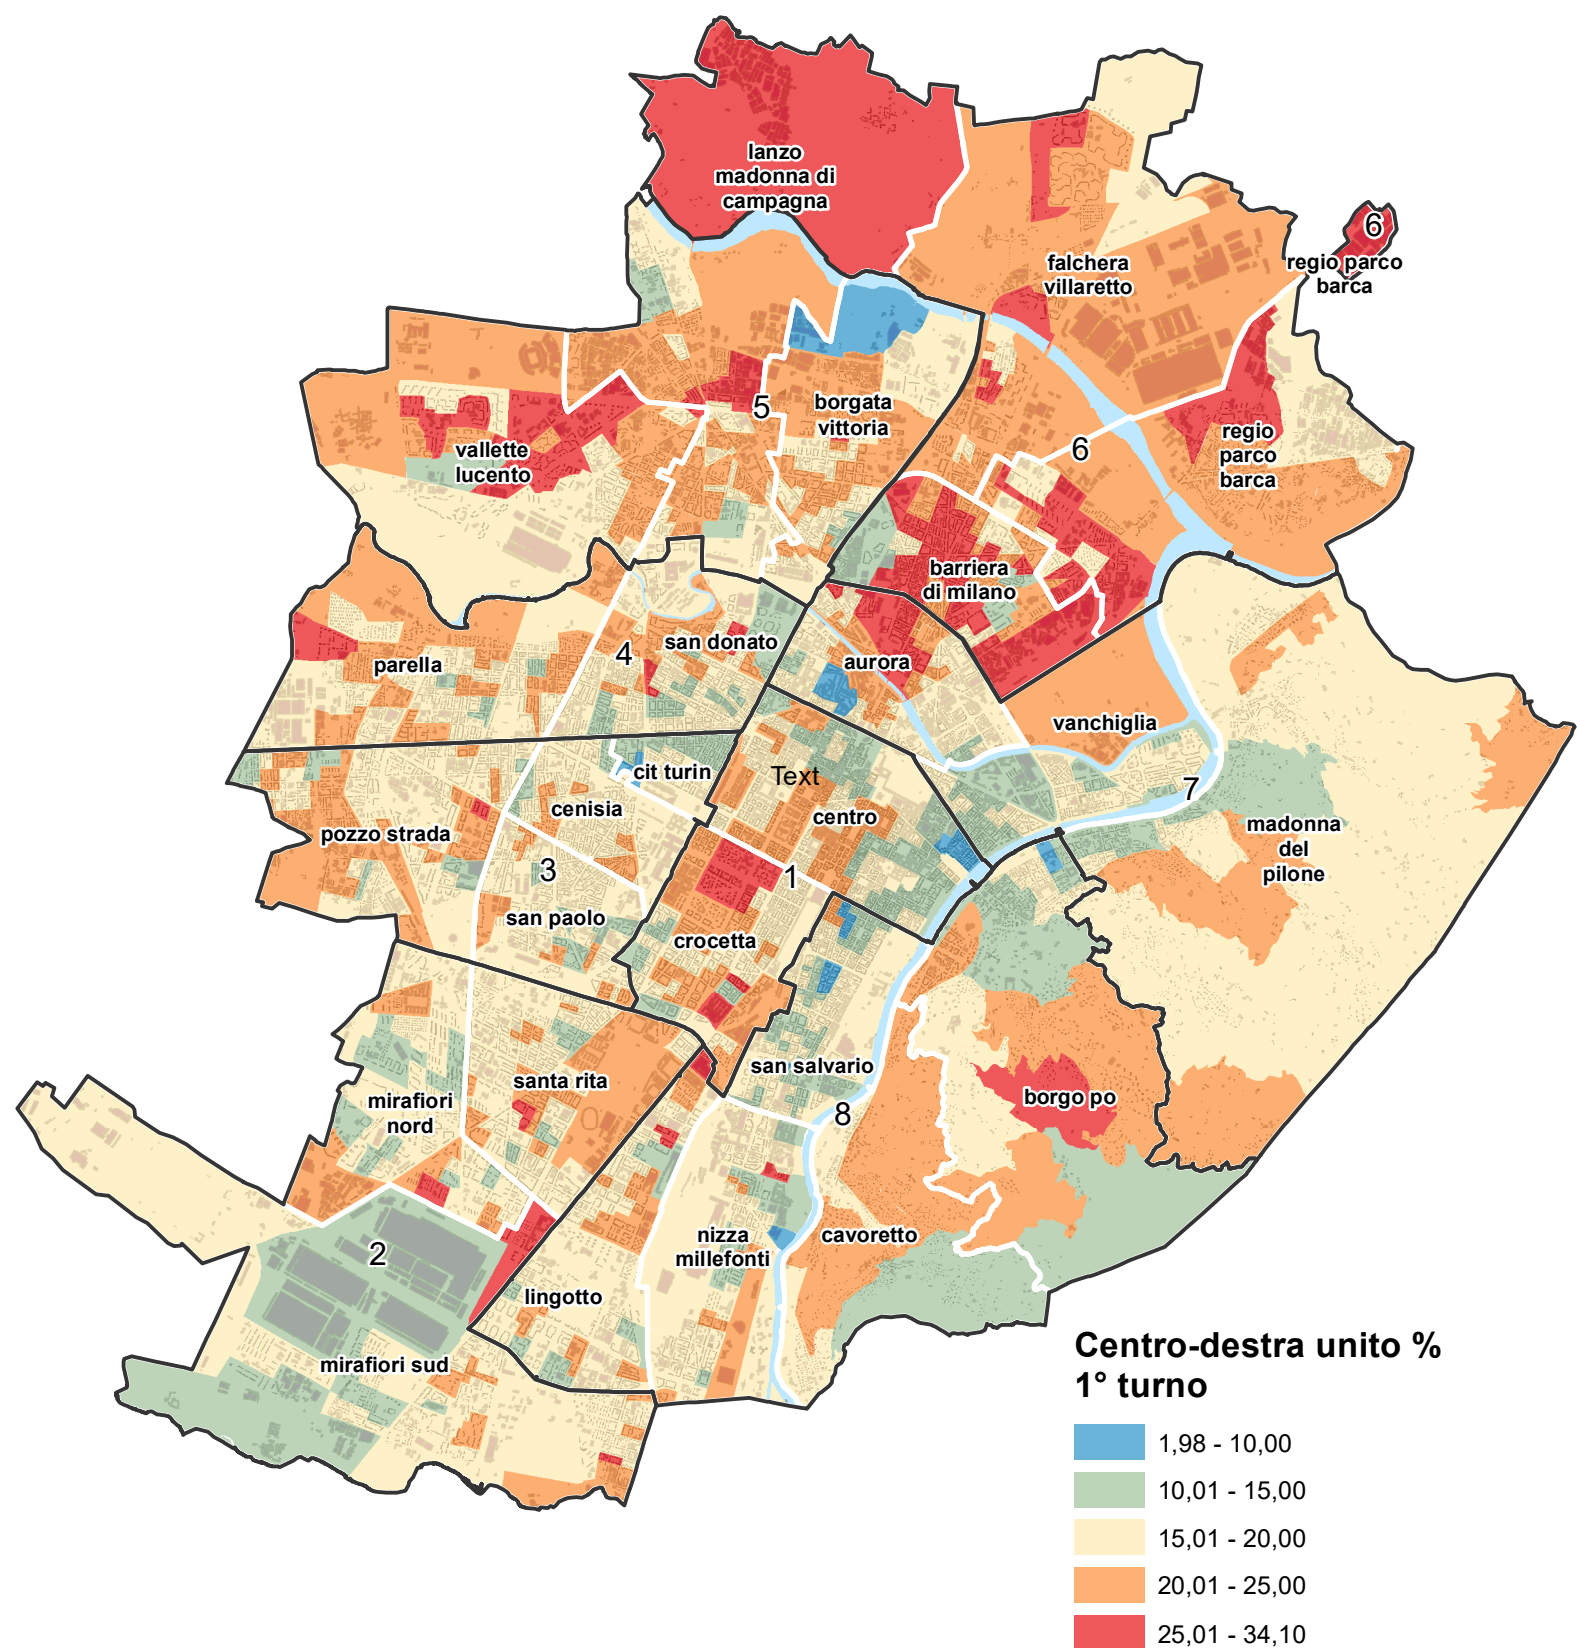 lanzo
madonna di
campagna
6
regio parco
barca
falchera
villaretto
5
borgata
vittoria
vallette
lucento
6
regio
parco
barca
barriera
di milano
4
san donato
parella
aurora
vanchiglia
cit turin
Text
7
cenisia
centro
pozzo strada
madonna
del
pilone
3
1
san paolo
crocetta
san salvario
santa rita
borgo po
mirafiori
nord
8
2
nizza
millefonti
cavoretto
lingotto
mirafiori sud
Centro-destra unito %
1° turno
1,98 - 10,00
10,01 - 15,00
15,01 - 20,00
20,01 - 25,00
25,01 - 34,10